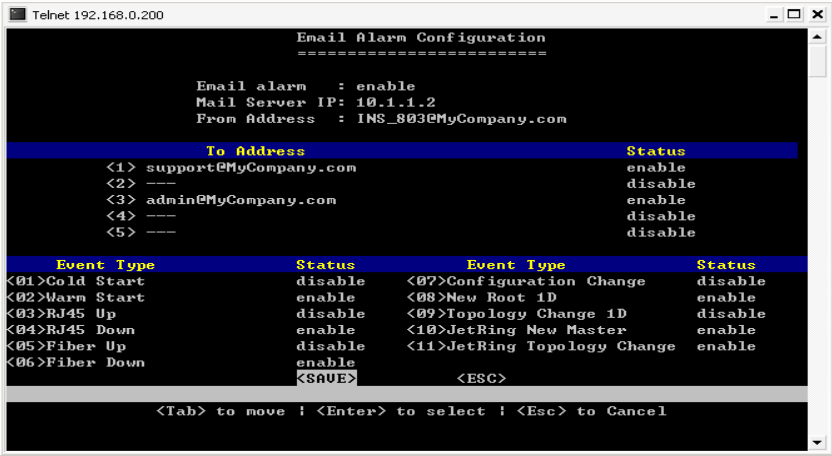 Telnet 192.168.0.200
Email Alarm Configuration
=========================
Email alarm   : enable
Mail Server IP: 10.1.1.2
From Address  : INS_803@MyCompany.com
To Address Status
<1> support@MyCompany.com enable
<2> --- disable
<3> admin@MyCompany.com enable
<4> --- disable
<5> --- disable
Event Type Status Event Type Status
<01>Cold Start disable <07>Configuration Change disable
<02>Warm Start enable <08>New Root 1D enable
<03>RJ45 Up disable <09>Topology Change 1D disable
<04>RJ45 Down enable <10>JetRing New Master enable
<05>Fiber Up disable <11>JetRing Topology Change enable
<06>Fiber Down enable
<SAVE> <ESC>
<Tab> to move | <Enter> to select | <Esc> to Cancel